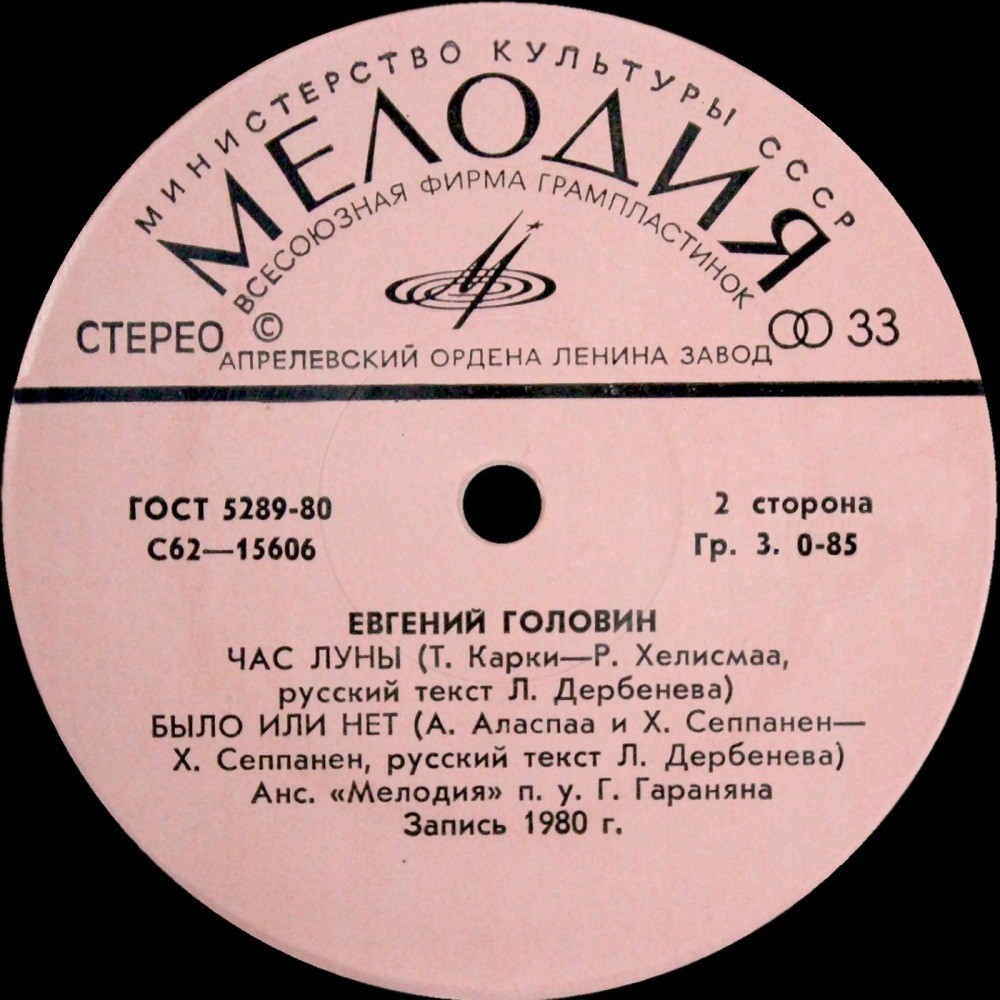 МИНИСТЕРСТВО КУЛЬТУРЫ СССР
МЕЛОДИЯ
ВСЕСОЮЗНАЯ ФИРМА ГРАМПЛАСТИНОК
СТЕРЕО © 33
АПРЕЛЕВСКИЙ ОРДЕНА ЛЕНИНА ЗАВОД
ГОСТ 5289-80 2 сторона
С62—15606 Гр. 3. 0-85
ЕВГЕНИЙ ГОЛОВИН
ЧАС ЛУНЫ (Т. Карки—Р. Хелисмаа,
русский текст Л. Дербенева)
БЫЛО ИЛИ НЕТ (А. Аласпаа и Х. Сеппанен—
Х. Сеппанен, русский текст Л. Дербенева)
Анс. «Мелодия» п. у. Г. Гараняна
Запись 1980 г.